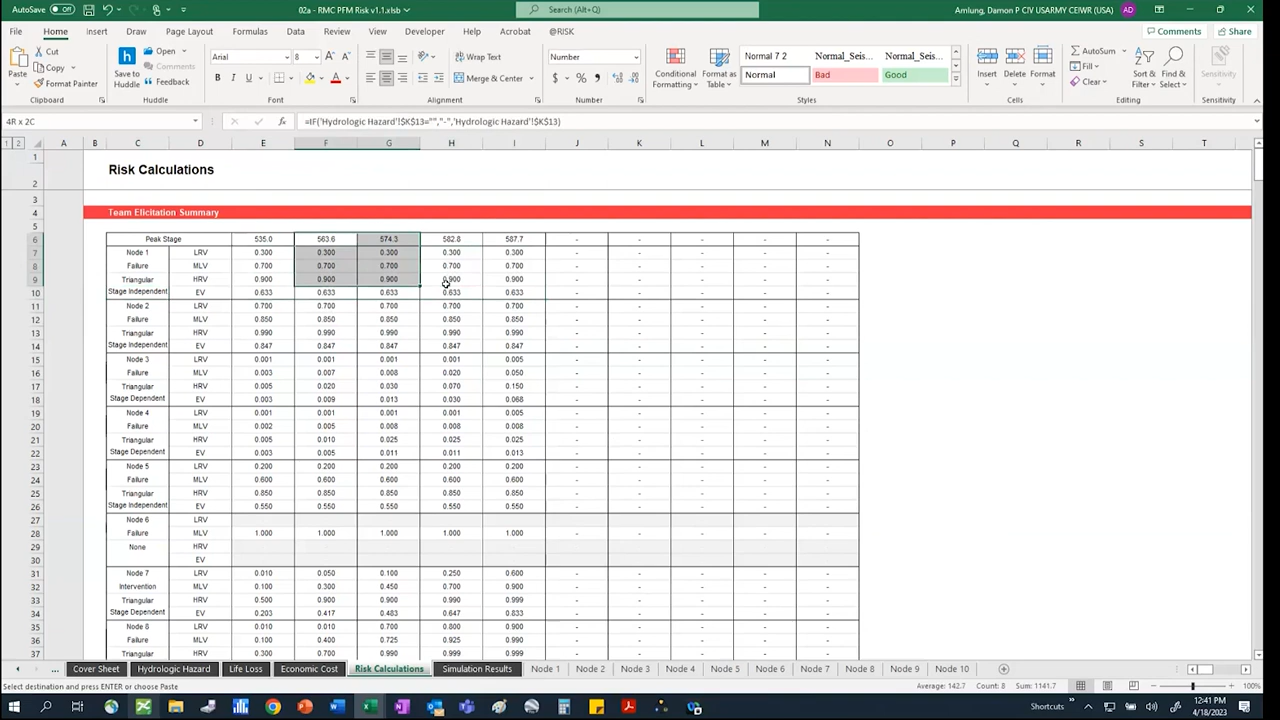 AutoSave Off 02a - RMC PFM Risk v1.1.xlsb Search (Alt+Q) Amlung, Damon P CIV USARMY CEIWR (USA) AD
File Home Insert Draw Page Layout Formulas Data Review View Developer Help Acrobat @RISK Comments Share
Paste Cut Copy Format Painter Clipboard
Save to Huddle Open Comments Feedback Huddle
Arial 8 B I U Font
Wrap Text Merge & Center Alignment
Number $ % Number
Conditional Formatting Format as Table Normal 7 2 Normal_Seis... Normal_Seis... Normal Bad Good Styles
Insert Delete Format Cells
AutoSum Fill Clear Sort & Filter Find & Select Editing
Sensitivity Sensitivity
4R x 2C =IF('Hydrologic Hazard'!$K$13="","-",'Hydrologic Hazard'!$K$13)
1 2 A B C D E F G H I J K L M N O P Q R S T
1
2 Risk Calculations
3
4 Team Elicitation Summary
5
6 Peak Stage 535.0 563.6 574.3 582.8 587.7 - - - - -
7 Node 1 LRV 0.300 0.300 0.300 0.300 0.300 - - - - -
8 Failure MLV 0.700 0.700 0.700 0.700 0.700 - - - - -
9 Triangular HRV 0.900 0.900 0.900 0.900 0.900 - - - - -
10 Stage Independent EV 0.633 0.633 0.633 0.633 0.633 - - - - -
11 Node 2 LRV 0.700 0.700 0.700 0.700 0.700 - - - - -
12 Failure MLV 0.850 0.850 0.850 0.850 0.850 - - - - -
13 Triangular HRV 0.990 0.990 0.990 0.990 0.990 - - - - -
14 Stage Independent EV 0.847 0.847 0.847 0.847 0.847 - - - - -
15 Node 3 LRV 0.001 0.001 0.001 0.001 0.005 - - - - -
16 Failure MLV 0.003 0.007 0.008 0.020 0.050 - - - - -
17 Triangular HRV 0.005 0.020 0.030 0.070 0.150 - - - - -
18 Stage Dependent EV 0.003 0.009 0.013 0.030 0.068 - - - - -
19 Node 4 LRV 0.001 0.001 0.001 0.001 0.005 - - - - -
20 Failure MLV 0.002 0.005 0.008 0.008 0.008 - - - - -
21 Triangular HRV 0.005 0.010 0.025 0.025 0.025 - - - - -
22 Stage Dependent EV 0.003 0.005 0.011 0.011 0.013 - - - - -
23 Node 5 LRV 0.200 0.200 0.200 0.200 0.200 - - - - -
24 Failure MLV 0.600 0.600 0.600 0.600 0.600 - - - - -
25 Triangular HRV 0.850 0.850 0.850 0.850 0.850 - - - - -
26 Stage Independent EV 0.550 0.550 0.550 0.550 0.550 - - - - -
27 Node 6 LRV - - - - -
28 Failure MLV 1.000 1.000 1.000 1.000 1.000 - - - - -
29 None HRV - - - - -
30 EV - - - - -
31 Node 7 LRV 0.010 0.050 0.100 0.250 0.600 - - - - -
32 Intervention MLV 0.100 0.300 0.450 0.700 0.900 - - - - -
33 Triangular HRV 0.500 0.900 0.900 0.990 0.999 - - - - -
34 Stage Dependent EV 0.203 0.417 0.483 0.647 0.833 - - - - -
35 Node 8 LRV 0.010 0.010 0.700 0.800 0.900 - - - - -
36 Failure MLV 0.100 0.400 0.725 0.925 0.990 - - - - -
37 Triangular HRV 0.300 0.700 0.990 0.999 0.999 - - - - -
... Cover Sheet Hydrologic Hazard Life Loss Economic Cost Risk Calculations Simulation Results Node 1 Node 2 Node 3 Node 4 Node 5 Node 6 Node 7 Node 8 Node 9 Node 10
Select destination and press ENTER or choose Paste Average: 142.7 Count: 8 Sum: 1141.7 100%
Shortcuts 12:41 PM
4/18/2023